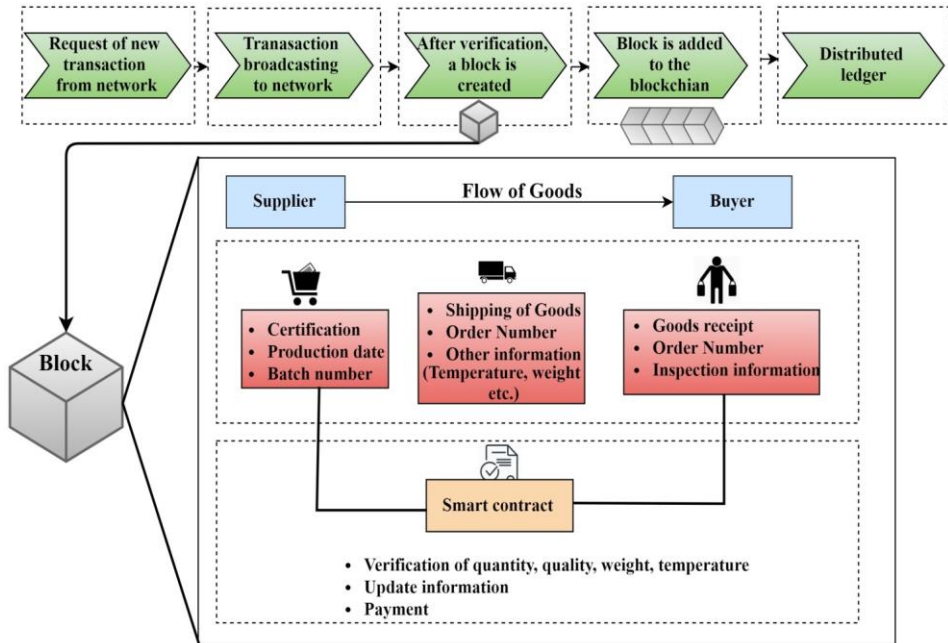 Request of new
transaction
from network
Tranasaction
broadcasting
to network
After verification,
a block is
created
Block is added
to the
blockchian
Distributed
ledger
Supplier
Flow of Goods
Buyer
• Certification
• Production date
• Batch number
• Shipping of Goods
• Order Number
• Other information
(Temperature, weight
etc.)
• Goods receipt
• Order Number
• Inspection information
Block
Smart contract
• Verification of quantity, quality, weight, temperature
• Update information
• Payment